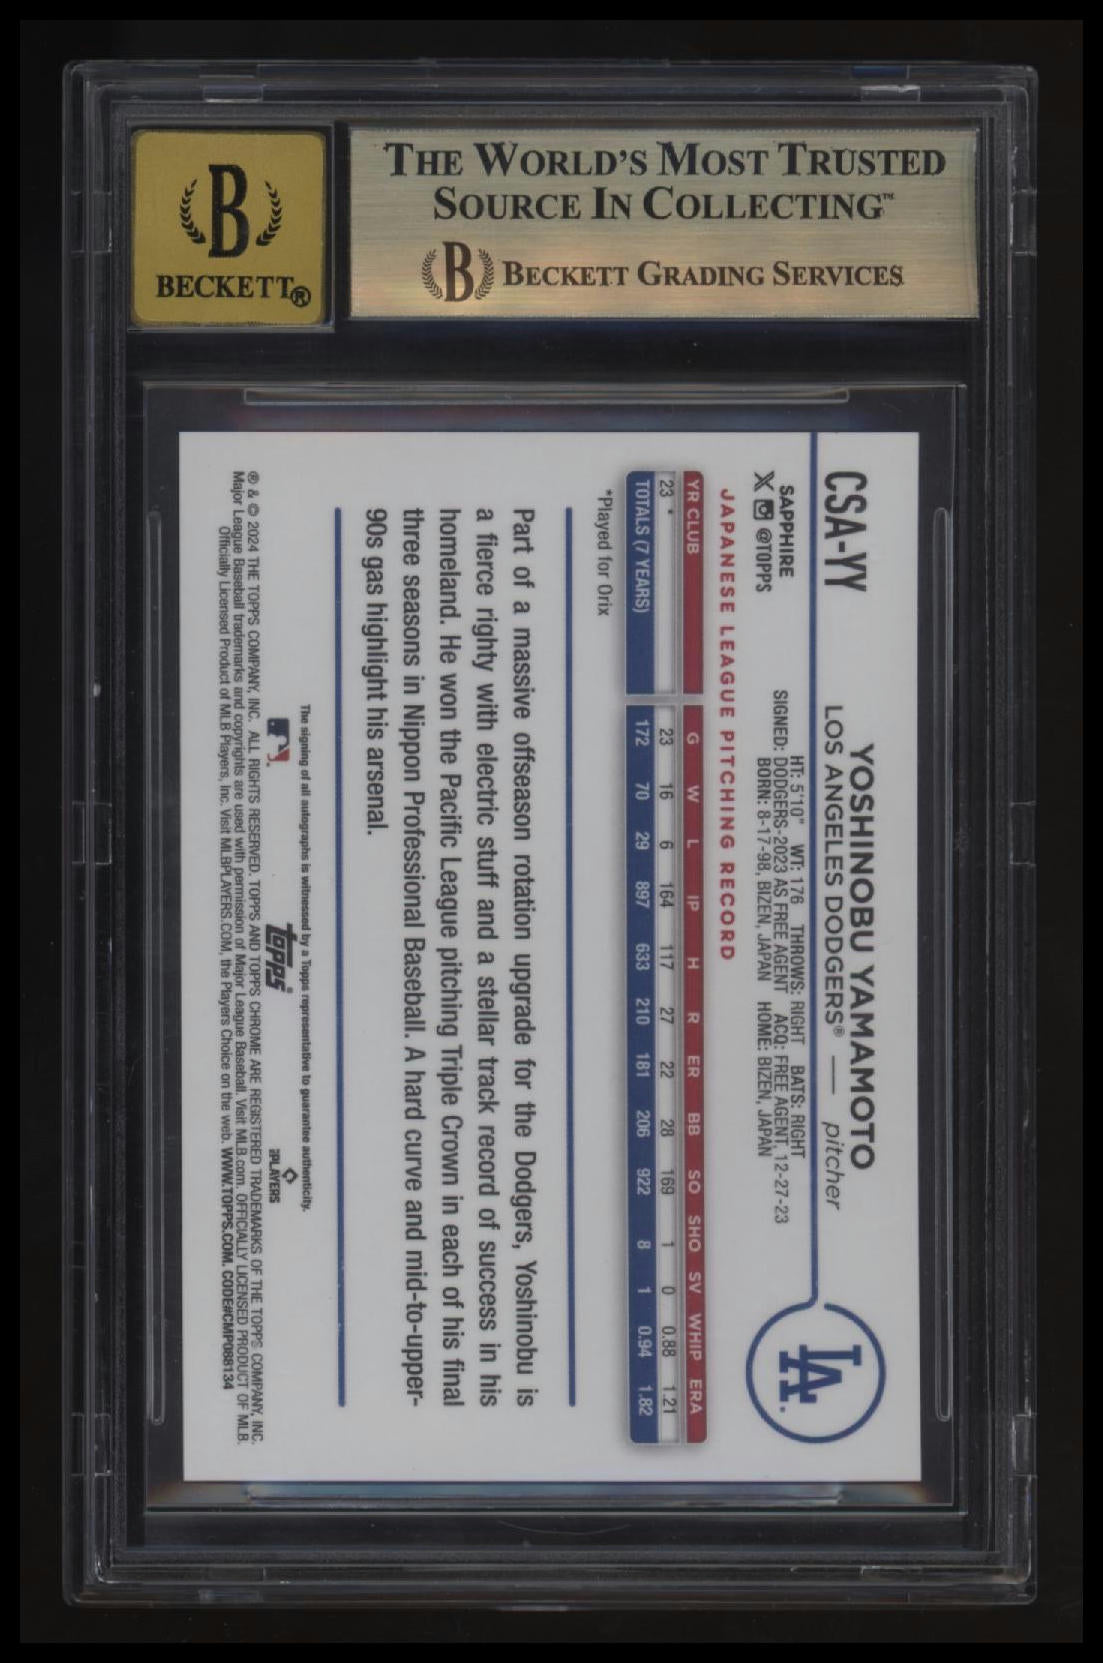 B
BECKETT®
THE WORLD'S MOST TRUSTED
SOURCE IN COLLECTING™
B BECKETT GRADING SERVICES
CSA-YY
YOSHINOBU YAMAMOTO
LOS ANGELES DODGERS® — pitcher
SAPPHIRE
X @TOPPS
HT: 5'10" WT: 176 THROWS: RIGHT BATS: RIGHT
SIGNED: DODGERS-2023 AS FREE AGENT ACQ: FREE AGENT, 12-27-23
BORN: 8-17-98, BIZEN, JAPAN HOME: BIZEN, JAPAN
LA
JAPANESE LEAGUE PITCHING RECORD
YR CLUB G W L IP H R ER BB SO SHO SV WHIP ERA
23 * 23 16 6 164 117 27 22 28 169 1 0 0.88 1.21
TOTALS (7 YEARS) 172 70 29 897 633 210 181 206 922 8 1 0.94 1.82
*Played for Orix
Part of a massive offseason rotation upgrade for the Dodgers, Yoshinobu is
a fierce righty with electric stuff and a stellar track record of success in his
homeland. He won the Pacific League pitching Triple Crown in each of his final
three seasons in Nippon Professional Baseball. A hard curve and mid-to-upper-
90s gas highlight his arsenal.
The signing of all autographs is witnessed by a Topps representative to guarantee authenticity.
topps®
PLAYERS
® & © 2024 THE TOPPS COMPANY, INC. ALL RIGHTS RESERVED. TOPPS AND TOPPS CHROME ARE REGISTERED TRADEMARKS OF THE TOPPS COMPANY, INC.
Major League Baseball trademarks and copyrights are used with permission of Major League Baseball. Visit MLB.com. OFFICIALLY LICENSED PRODUCT OF MLB.
Officially Licensed Product of MLB Players, Inc. Visit MLBPLAYERS.COM, the Players Choice on the web. WWW.TOPPS.COM. CODE#CMP088134